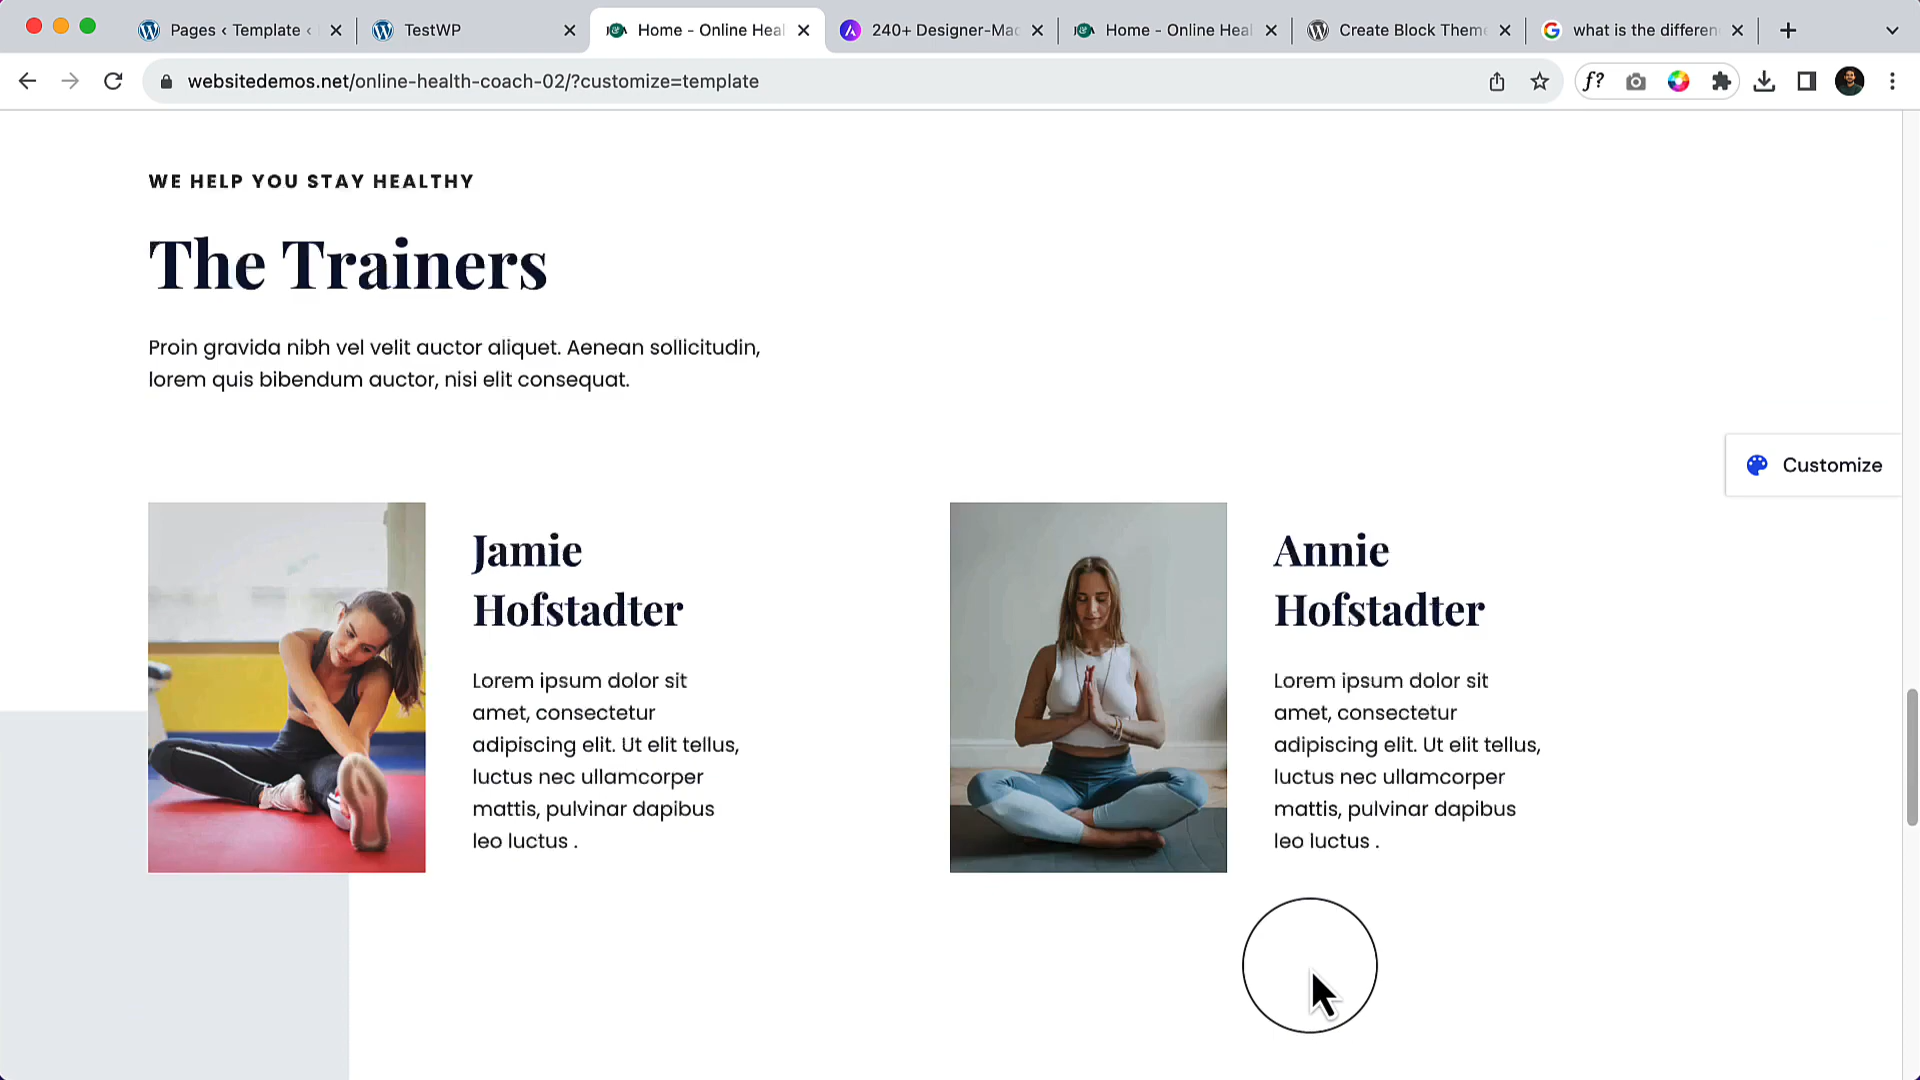 Pages ‹ Template ‹
TestWP
Home - Online Heal
240+ Designer-Mac
Home - Online Heal
Create Block Theme
what is the differen
websitedemos.net/online-health-coach-02/?customize=template
f?
WE HELP YOU STAY HEALTHY
The Trainers
Proin gravida nibh vel velit auctor aliquet. Aenean sollicitudin,
lorem quis bibendum auctor, nisi elit consequat.
Customize
Jamie
Hofstadter
Lorem ipsum dolor sit
amet, consectetur
adipiscing elit. Ut elit tellus,
luctus nec ullamcorper
mattis, pulvinar dapibus
leo luctus .
Annie
Hofstadter
Lorem ipsum dolor sit
amet, consectetur
adipiscing elit. Ut elit tellus,
luctus nec ullamcorper
mattis, pulvinar dapibus
leo luctus .